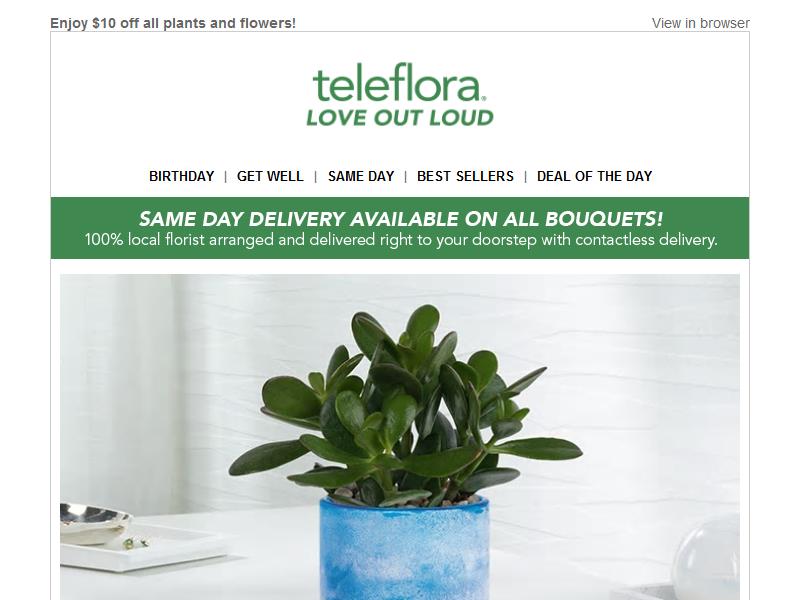 Enjoy $10 off all plants and flowers!
View in browser
teleflora.
LOVE OUT LOUD
BIRTHDAY | GET WELL | SAME DAY | BEST SELLERS | DEAL OF THE DAY
SAME DAY DELIVERY AVAILABLE ON ALL BOUQUETS!
100% local florist arranged and delivered right to your doorstep with contactless delivery.